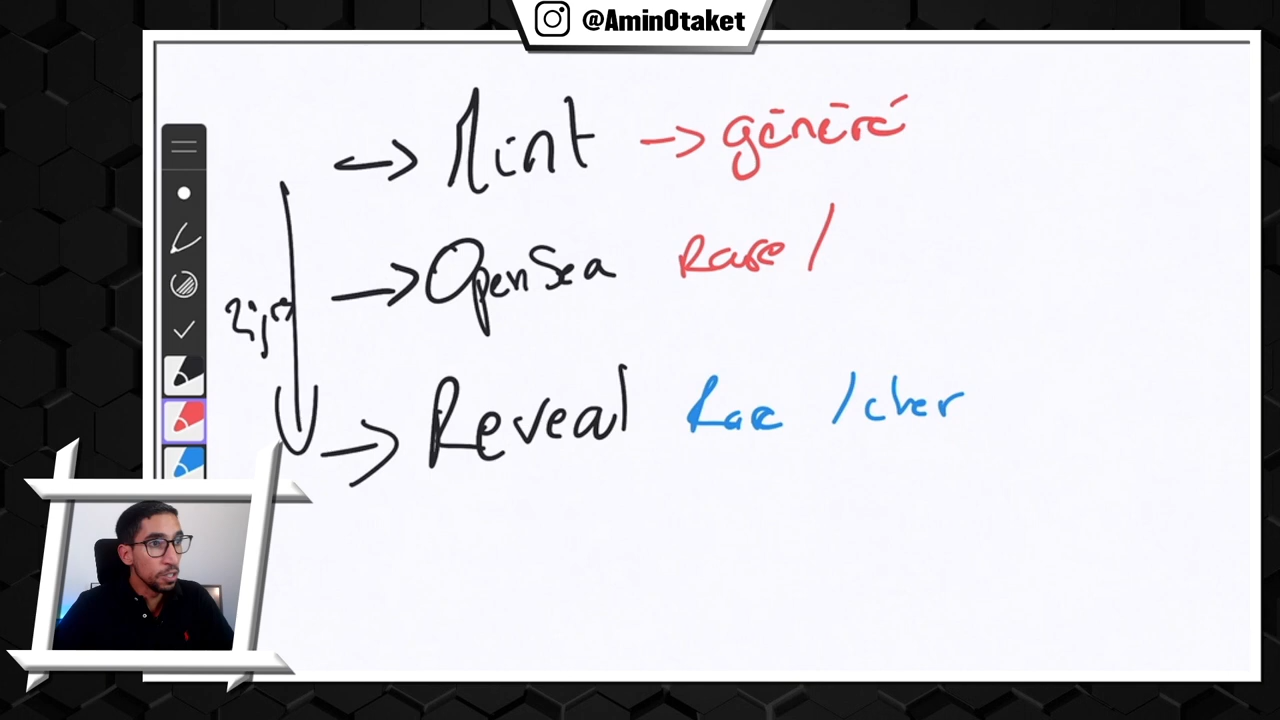 @AminOtaket
→ Mint → généré
→ OpenSea Rare /
→ Reveal Rare / cher